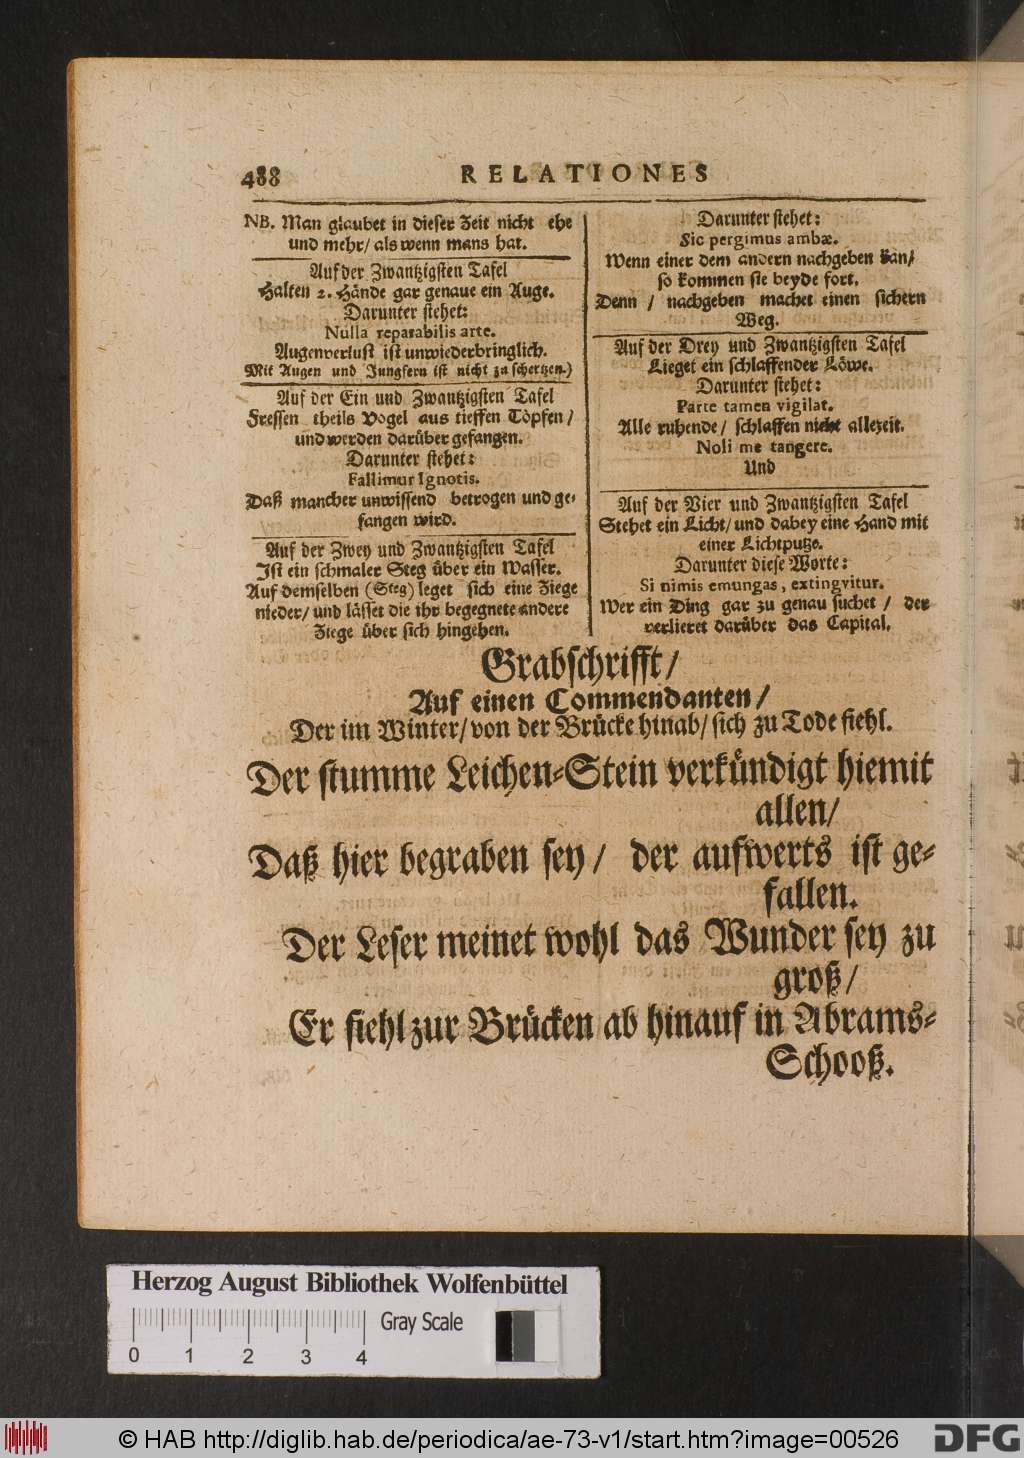 488 RELATIONES
NB. Man glaubet in dieser Zeit nicht ehe
und mehr/ als wenn mans hat.
Auf der Zwantzigsten Tafel
Halten 2. Hände gar genaue ein Auge.
Darunter stehet:
Nulla reparabilis arte.
Augenverlust ist unwiederbringlich.
Mit Augen und Jungfern ist nicht zu schertzen.)
Auf der Ein und Zwantzigsten Tafel
Fressen theils Vogel aus tieffen Töpfen/
und werden darüber gefangen.
Darunter stehet:
Fallimur Ignotis.
Daß mancher unwissend betrogen und ge-
fangen wird.
Auf der Zwey und Zwantzigsten Tafel
Ist ein schmaler Steg über ein Wasser.
Auf demselben (Steg) leget sich eine Ziege
nieder/ und lässet die ihr begegnete andere
Ziege über sich hingehen.
Darunter stehet:
Sic pergimus ambæ.
Wenn einer dem andern nachgeben kan/
so kommen sie beyde fort.
Denn / nachgeben machet einen sichern
Weg.
Auf der Drey und Zwantzigsten Tafel
Lieget ein schlaffender Löwe.
Darunter stehet:
Parte tamen vigilat.
Alle ruhende/ schlaffen nicht allezeit.
Noli me tangere.
Und
Auf der Vier und Zwantzigsten Tafel
Stehet ein Licht/ und dabey eine Hand mit
einer Lichtputze.
Darunter diese Worte:
Si nimis emungas, extingvitur.
Wer ein Ding gar zu genau suchet / der
verlieret darüber das Capital.
Grabschrifft/
Auf einen Commendanten/
Der im Winter/ von der Brücke hinab/ sich zu Tode fiehl.
Der stumme Leichen-Stein verkündigt hiemit
allen/
Daß hier begraben sey/ der aufwerts ist ge-
fallen.
Der Leser meinet wohl das Wunder sey zu
groß/
Er fiehl zur Brücken ab hinauf in Abrams-
Schooß.
Herzog August Bibliothek Wolfenbüttel
Gray Scale
0 1 2 3 4
© HAB http://diglib.hab.de/periodica/ae-73-v1/start.htm?image=00526
DFG